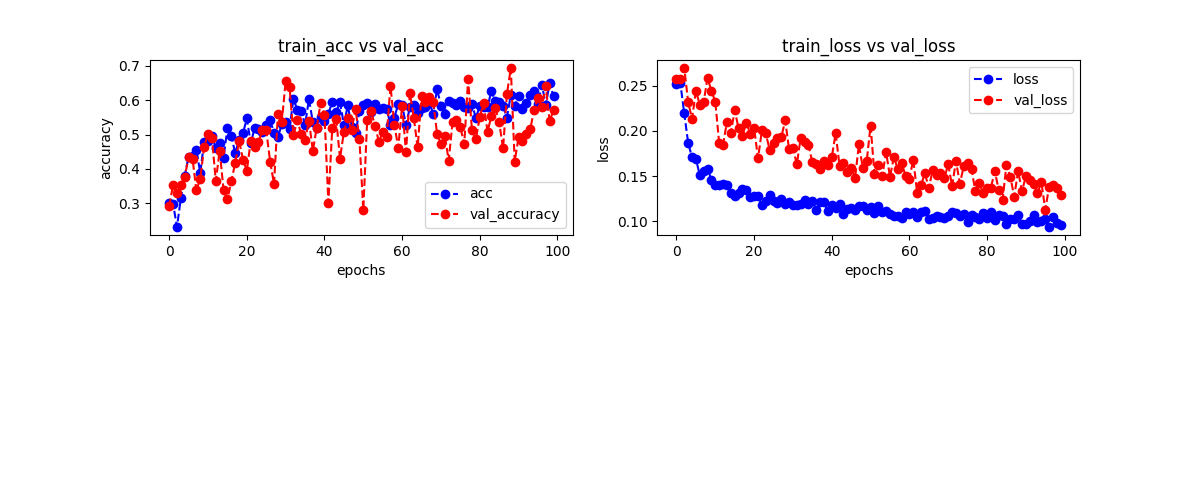 train_acc vs val_acc
0.7
0.6
0.5
0.4
0.3
accuracy
acc
val_accuracy
0
20
40
60
80
100
epochs
train_loss vs val_loss
0.25
0.20
0.15
0.10
loss
loss
val_loss
0
20
40
60
80
100
epochs